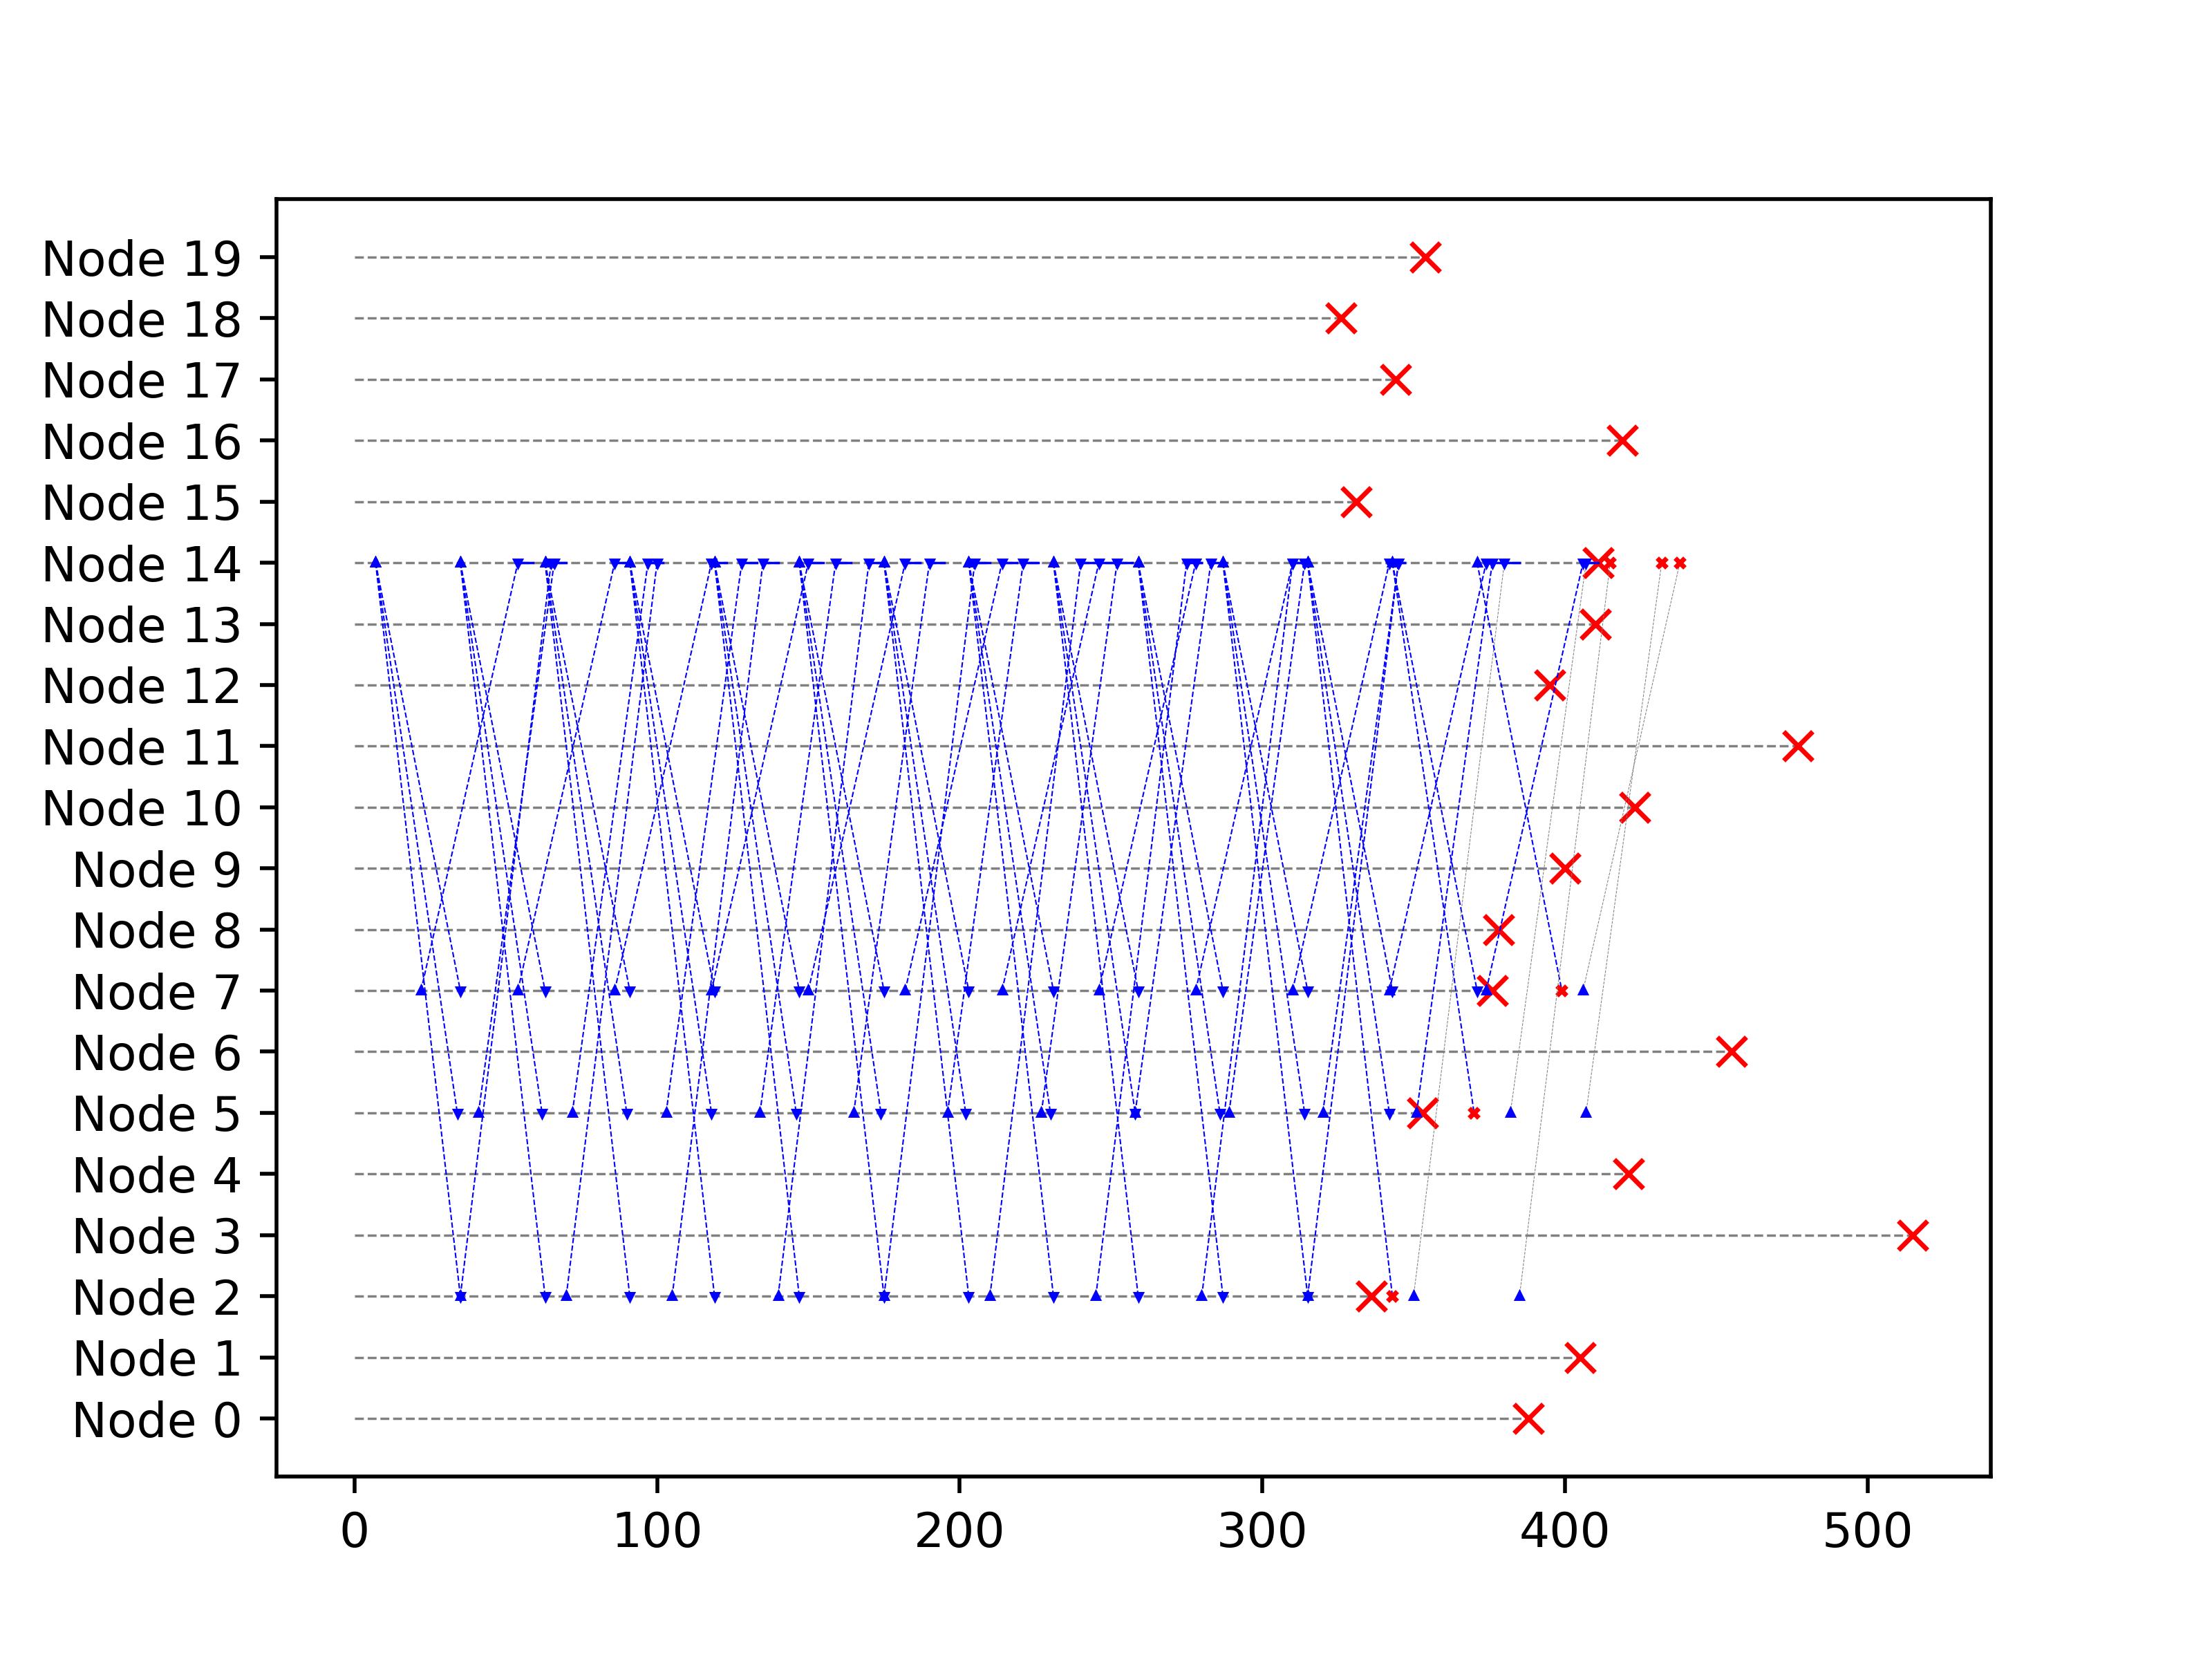 Node 19
Node 18
Node 17
Node 16
Node 15
Node 14
Node 13
Node 12
Node 11
Node 10
Node 9
Node 8
Node 7
Node 6
Node 5
Node 4
Node 3
Node 2
Node 1
Node 0
0 100 200 300 400 500